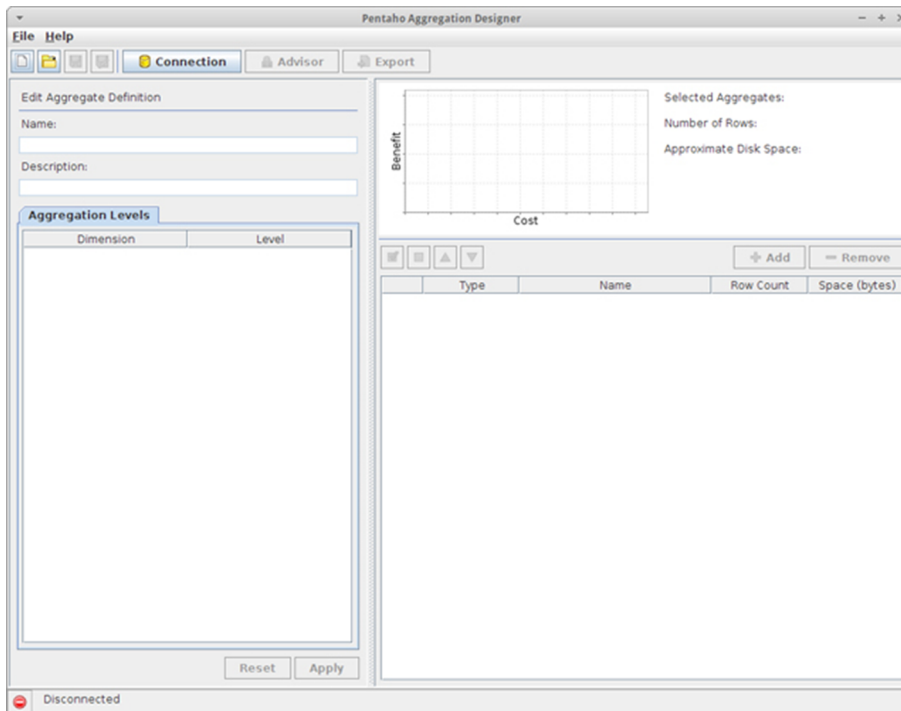 Pentaho Aggregation Designer
File Help
Connection Advisor Export
Edit Aggregate Definition
Name:
Description:
Aggregation Levels
Dimension Level
Reset Apply
Benefit
Cost
Selected Aggregates:
Number of Rows:
Approximate Disk Space:
Add Remove
Type Name Row Count Space (bytes)
Disconnected